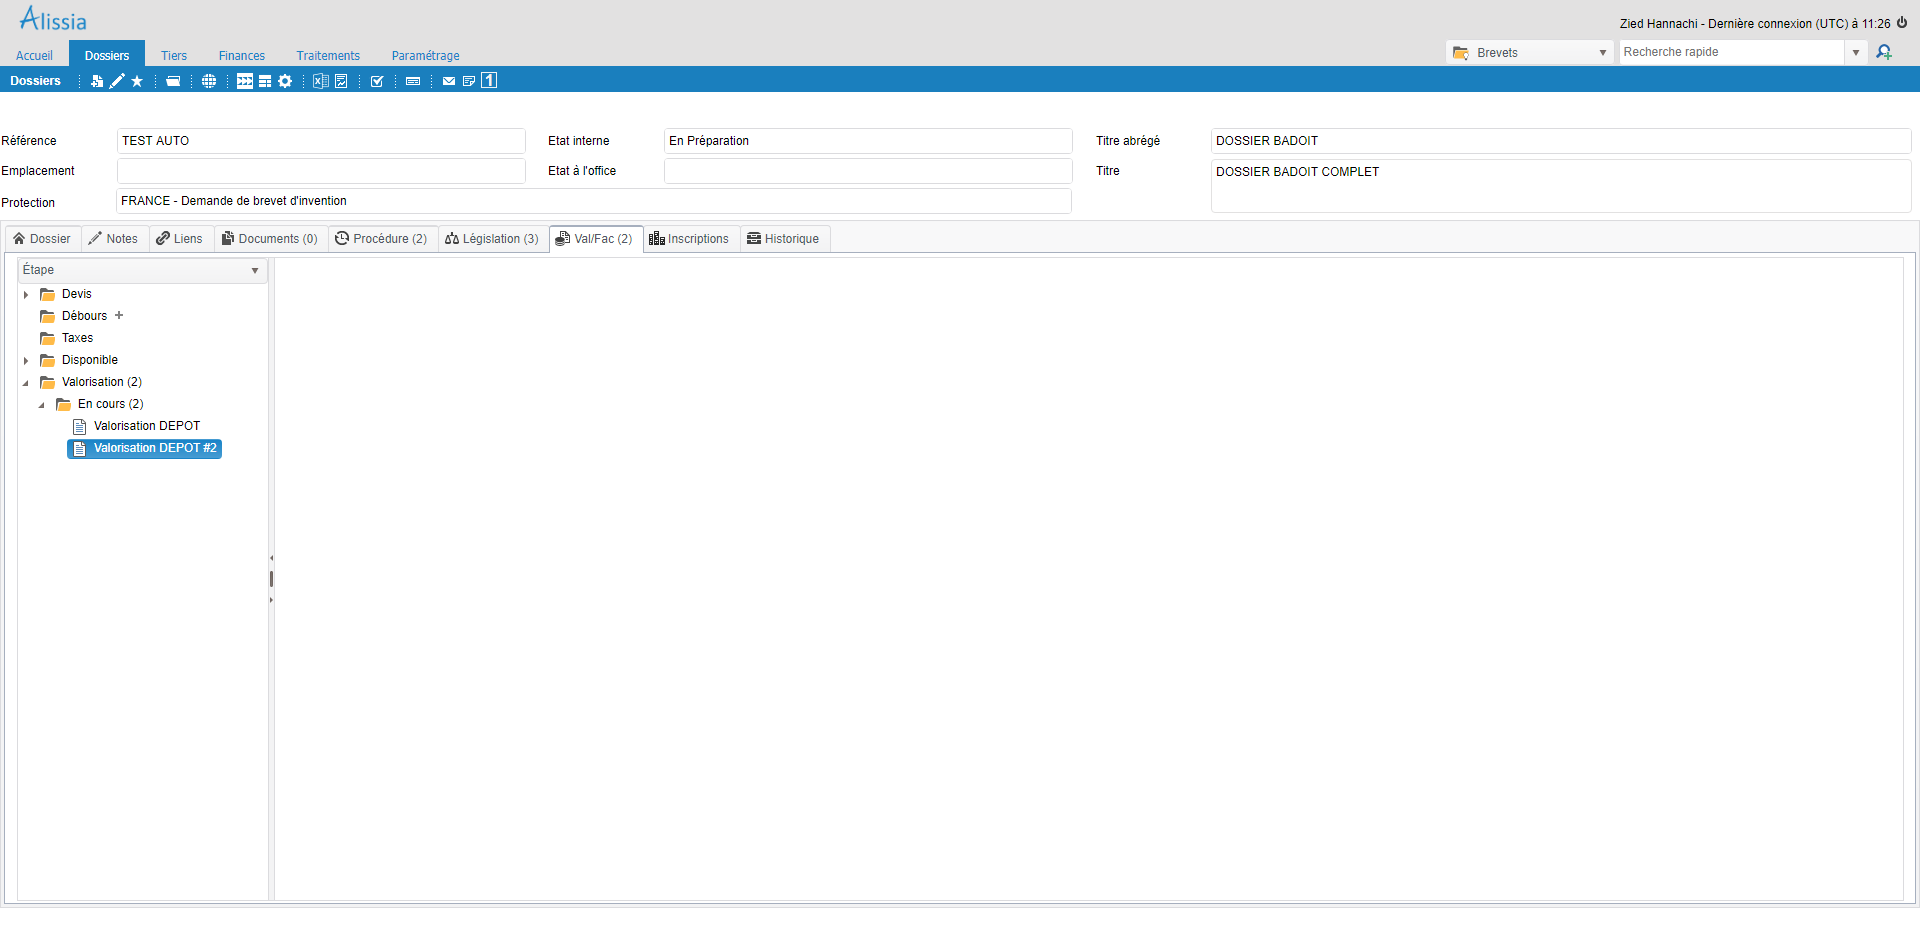 Alissia
Zied Hannachi - Dernière connexion (UTC) à 11:26
Accueil Dossiers Tiers Finances Traitements Paramétrage
Brevets Recherche rapide
Dossiers 1
Référence TEST AUTO Etat interne En Préparation Titre abrégé DOSSIER BADOIT
Emplacement Etat à l'office Titre DOSSIER BADOIT COMPLET
Protection FRANCE - Demande de brevet d'invention
Dossier Notes Liens Documents (0) Procédure (2) Législation (3) Val/Fac (2) Inscriptions Historique
Étape
Devis
Débours +
Taxes
Disponible
Valorisation (2)
En cours (2)
Valorisation DEPOT
Valorisation DEPOT #2